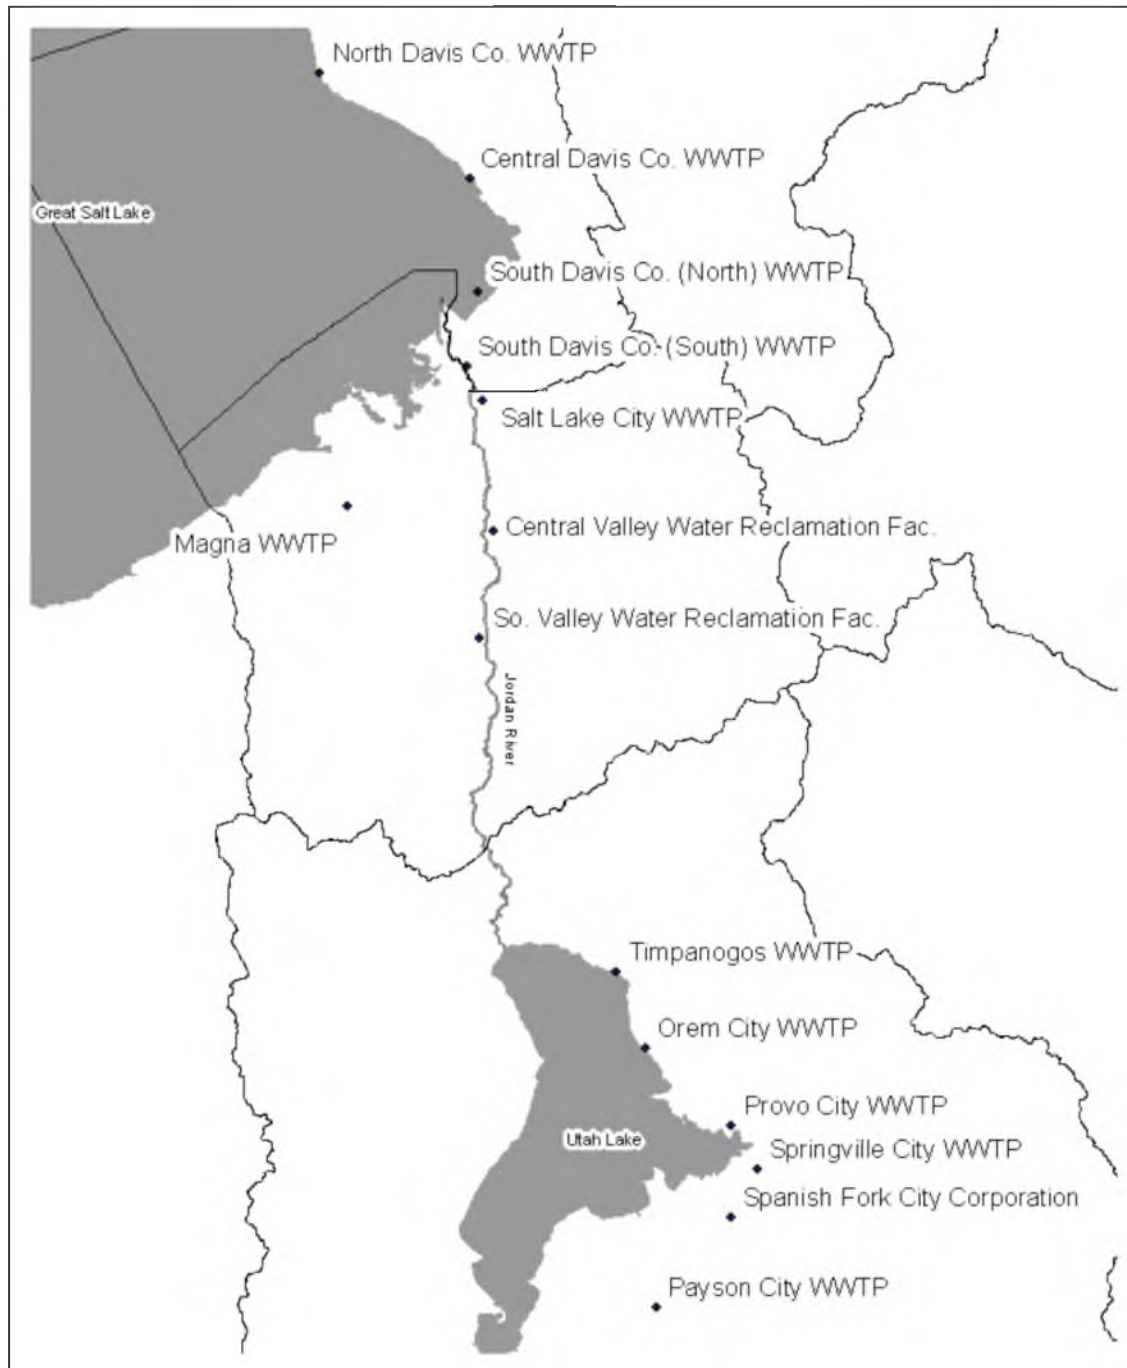 North Davis Co. WWTP
Central Davis Co. WWTP
Great Salt Lake
South Davis Co. (North) WWTP
South Davis Co. (South) WWTP
Salt Lake City WWTP
Central Valley Water Reclamation Fac.
Magna WWTP
So. Valley Water Reclamation Fac.
Jordan River
Timpanogos WWTP
Orem City WWTP
Provo City WWTP
Utah Lake
Springville City WWTP
Spanish Fork City Corporation
Payson City WWTP